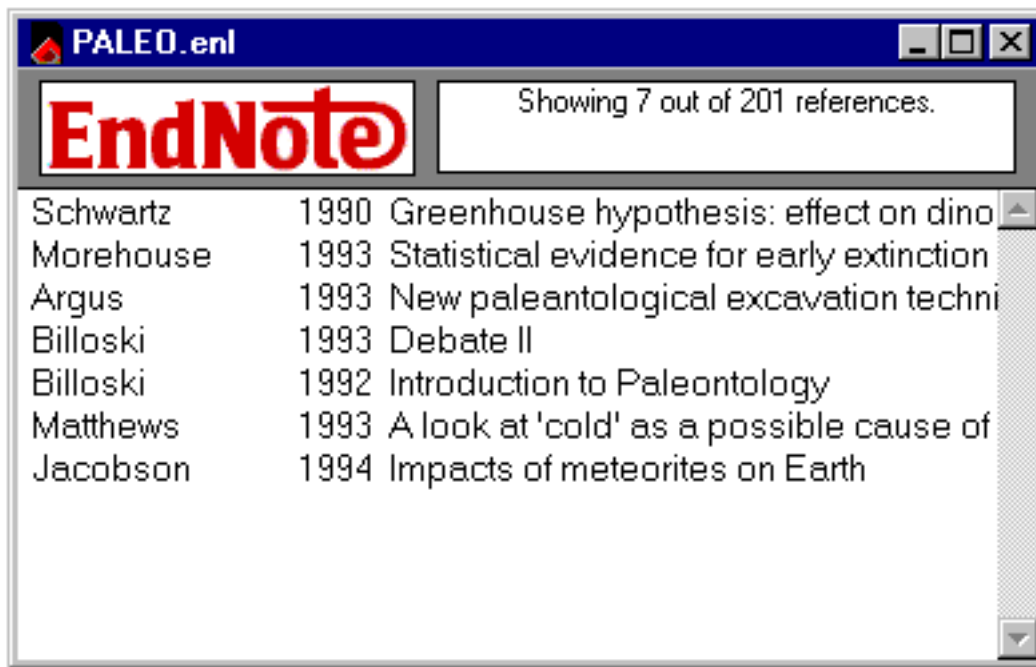 PALEO.enl
EndNote
Showing 7 out of 201 references.
Schwartz 1990 Greenhouse hypothesis: effect on dino
Morehouse 1993 Statistical evidence for early extinction
Argus 1993 New paleantological excavation techni
Billoski 1993 Debate II
Billoski 1992 Introduction to Paleontology
Matthews 1993 A look at 'cold' as a possible cause of
Jacobson 1994 Impacts of meteorites on Earth